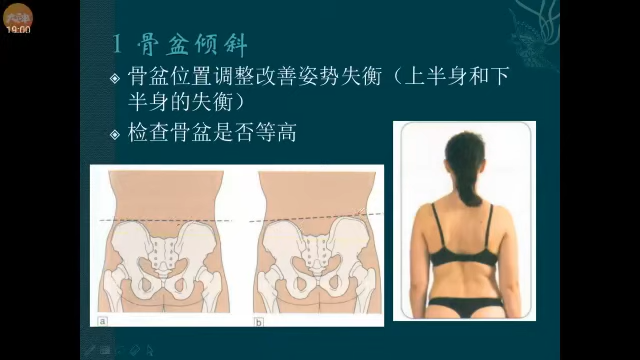 19:00
1 骨盆倾斜
骨盆位置调整改善姿势失衡（上半身和下
半身的失衡）
检查骨盆是否等高
a
b